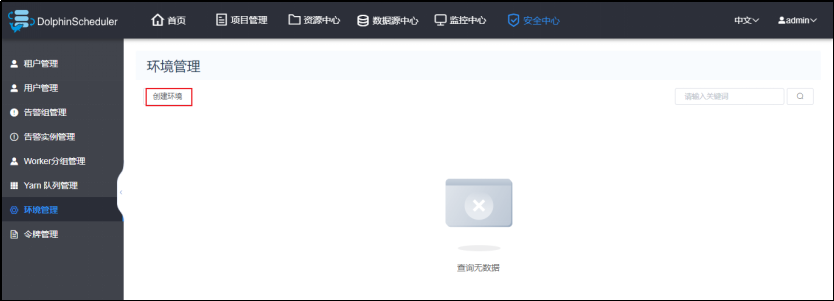 DolphinScheduler 首页 项目管理 资源中心 数据源中心 监控中心 安全中心 中文 admin
租户管理
用户管理
告警组管理
告警实例管理
Worker分组管理
Yarn 队列管理
环境管理
令牌管理
环境管理
创建环境 请输入关键词
查询无数据